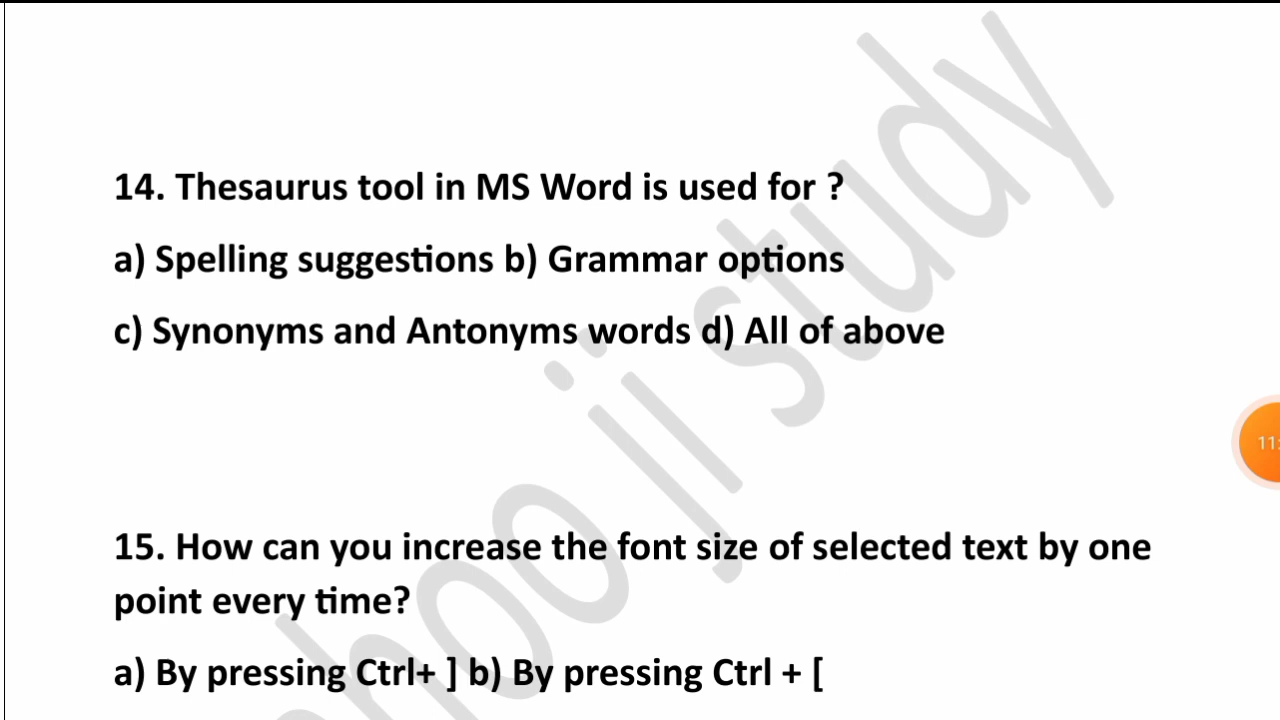 14. Thesaurus tool in MS Word is used for ?
a) Spelling suggestions b) Grammar options
c) Synonyms and Antonyms words d) All of above
15. How can you increase the font size of selected text by one
point every time?
a) By pressing Ctrl+ ] b) By pressing Ctrl + [
ji study